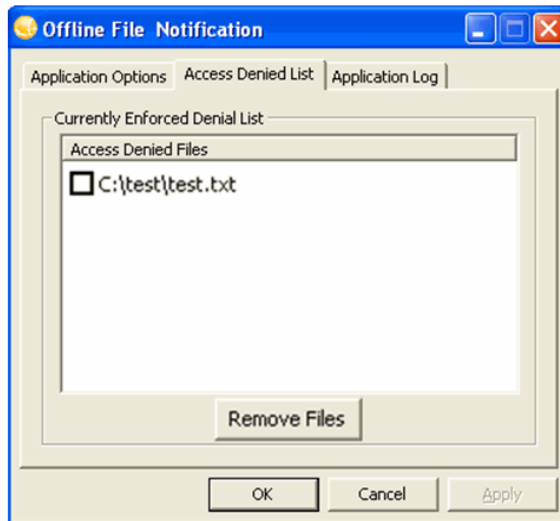 Offline File Notification
Application Options Access Denied List Application Log
Currently Enforced Denial List
Access Denied Files
C:\test\test.txt
Remove Files
OK Cancel Apply